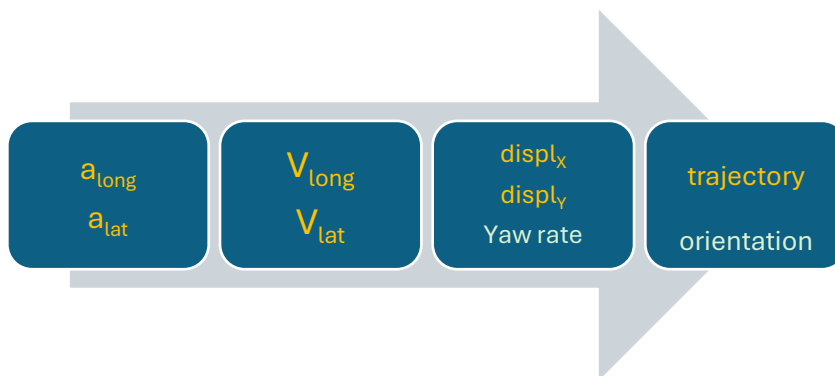 a_long
a_lat
V_long
V_lat
displ_X
displ_Y
Yaw rate
trajectory
orientation